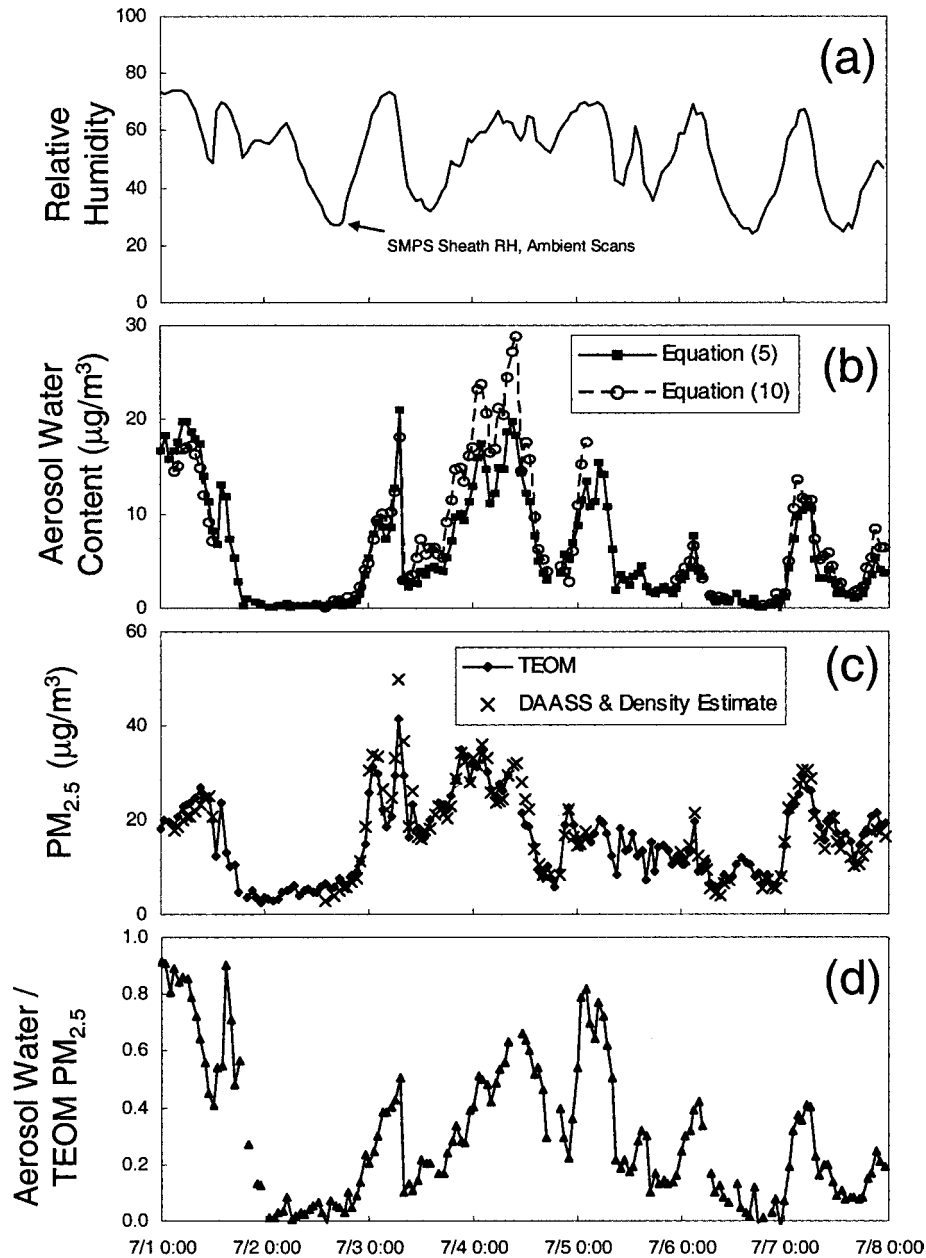 100
80
60
40
20
0
Relative
Humidity
(a)
SMPS Sheath RH, Ambient Scans
30
20
10
0
Aerosol Water
Content (µg/m³)
Equation (5)
Equation (10)
(b)
60
40
20
0
PM2.5 (µg/m³)
TEOM
DAASS & Density Estimate
(c)
1.0
0.8
0.6
0.4
0.2
0.0
Aerosol Water /
TEOM PM2.5
(d)
7/1 0:00 7/2 0:00 7/3 0:00 7/4 0:00 7/5 0:00 7/6 0:00 7/7 0:00 7/8 0:00